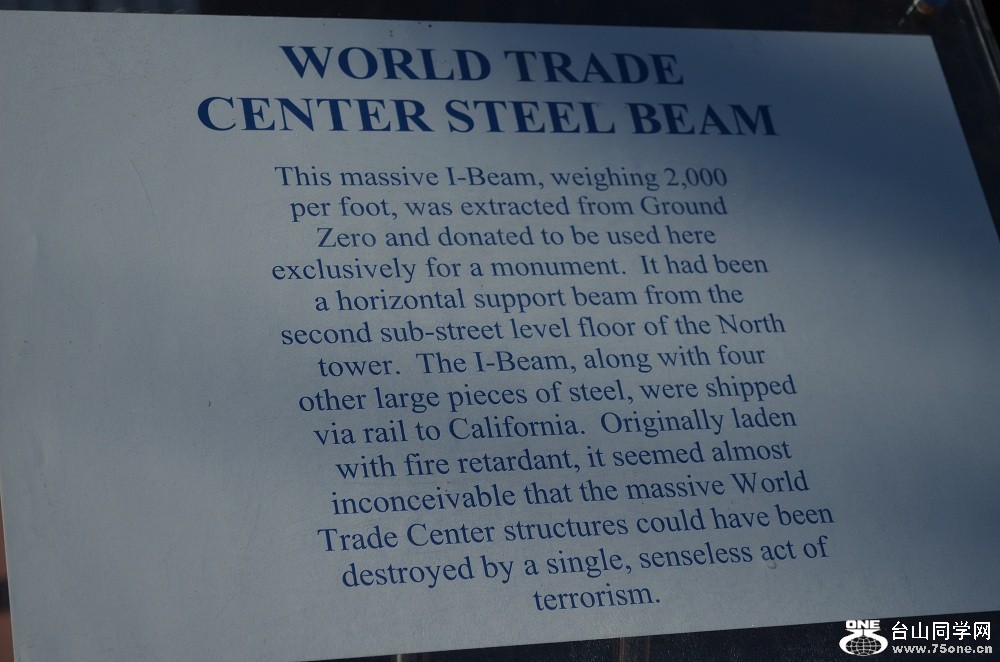 WORLD TRADE
CENTER STEEL BEAM
This massive I-Beam, weighing 2,000
per foot, was extracted from Ground
Zero and donated to be used here
exclusively for a monument.  It had been
a horizontal support beam from the
second sub-street level floor of the North
tower.  The I-Beam, along with four
other large pieces of steel, were shipped
via rail to California.  Originally laden
with fire retardant, it seemed almost
inconceivable that the massive World
Trade Center structures could have been
destroyed by a single, senseless act of
terrorism.
ONE
台山同学网
www.75one.cn